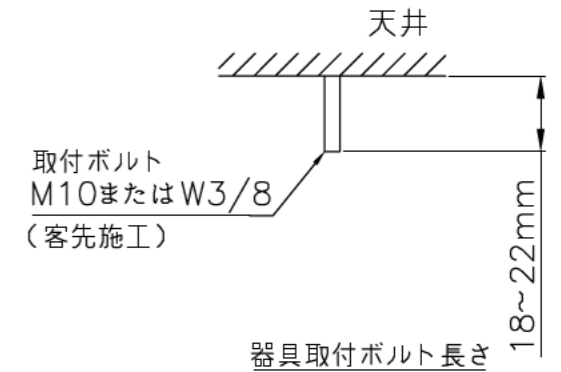 天井
取付ボルト
M10またはW3/8
（客先施工）
18~22mm
器具取付ボルト長さ